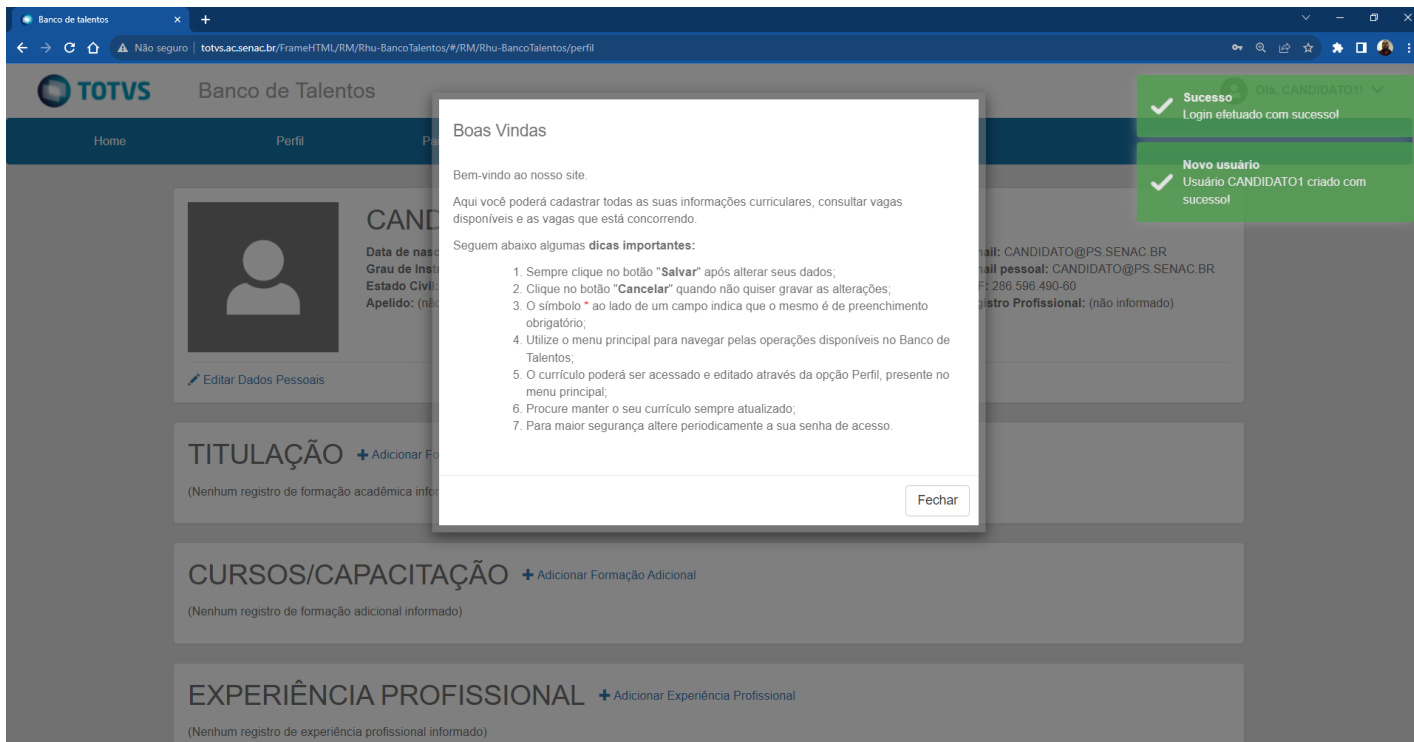 Banco de talentos
Não seguro | totvs.ac.senac.br/FrameHTML/RM/Rhu-BancoTalentos/#/RM/Rhu-BancoTalentos/perfil
TOTVS
Banco de Talentos
Olá, CANDIDATO1!
Home
Perfil
Sucesso
Login efetuado com sucesso!
Novo usuário
Usuário CANDIDATO1 criado com
sucesso!
Boas Vindas
Bem-vindo ao nosso site.
Aqui você poderá cadastrar todas as suas informações curriculares, consultar vagas
disponíveis e as vagas que está concorrendo.
Seguem abaixo algumas dicas importantes:
1. Sempre clique no botão "Salvar" após alterar seus dados;
2. Clique no botão "Cancelar" quando não quiser gravar as alterações;
3. O símbolo * ao lado de um campo indica que o mesmo é de preenchimento
obrigatório;
4. Utilize o menu principal para navegar pelas operações disponíveis no Banco de
Talentos;
5. O currículo poderá ser acessado e editado através da opção Perfil, presente no
menu principal;
6. Procure manter o seu currículo sempre atualizado;
7. Para maior segurança altere periodicamente a sua senha de acesso.
Fechar
CAND
Data de nasc
Grau de Inst
Estado Civil:
Apelido: (nã
ail: CANDIDATO@PS.SENAC.BR
ail pessoal: CANDIDATO@PS.SENAC.BR
F: 286.596.490-60
gistro Profissional: (não informado)
Editar Dados Pessoais
TITULAÇÃO + Adicionar Fo
(Nenhum registro de formação acadêmica infor
CURSOS/CAPACITAÇÃO + Adicionar Formação Adicional
(Nenhum registro de formação adicional informado)
EXPERIÊNCIA PROFISSIONAL + Adicionar Experiência Profissional
(Nenhum registro de experiência profissional informado)